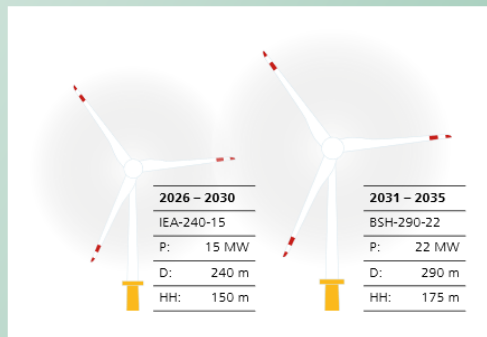 2026 – 2030
IEA-240-15
P: 15 MW
D: 240 m
HH: 150 m
2031 – 2035
BSH-290-22
P: 22 MW
D: 290 m
HH: 175 m